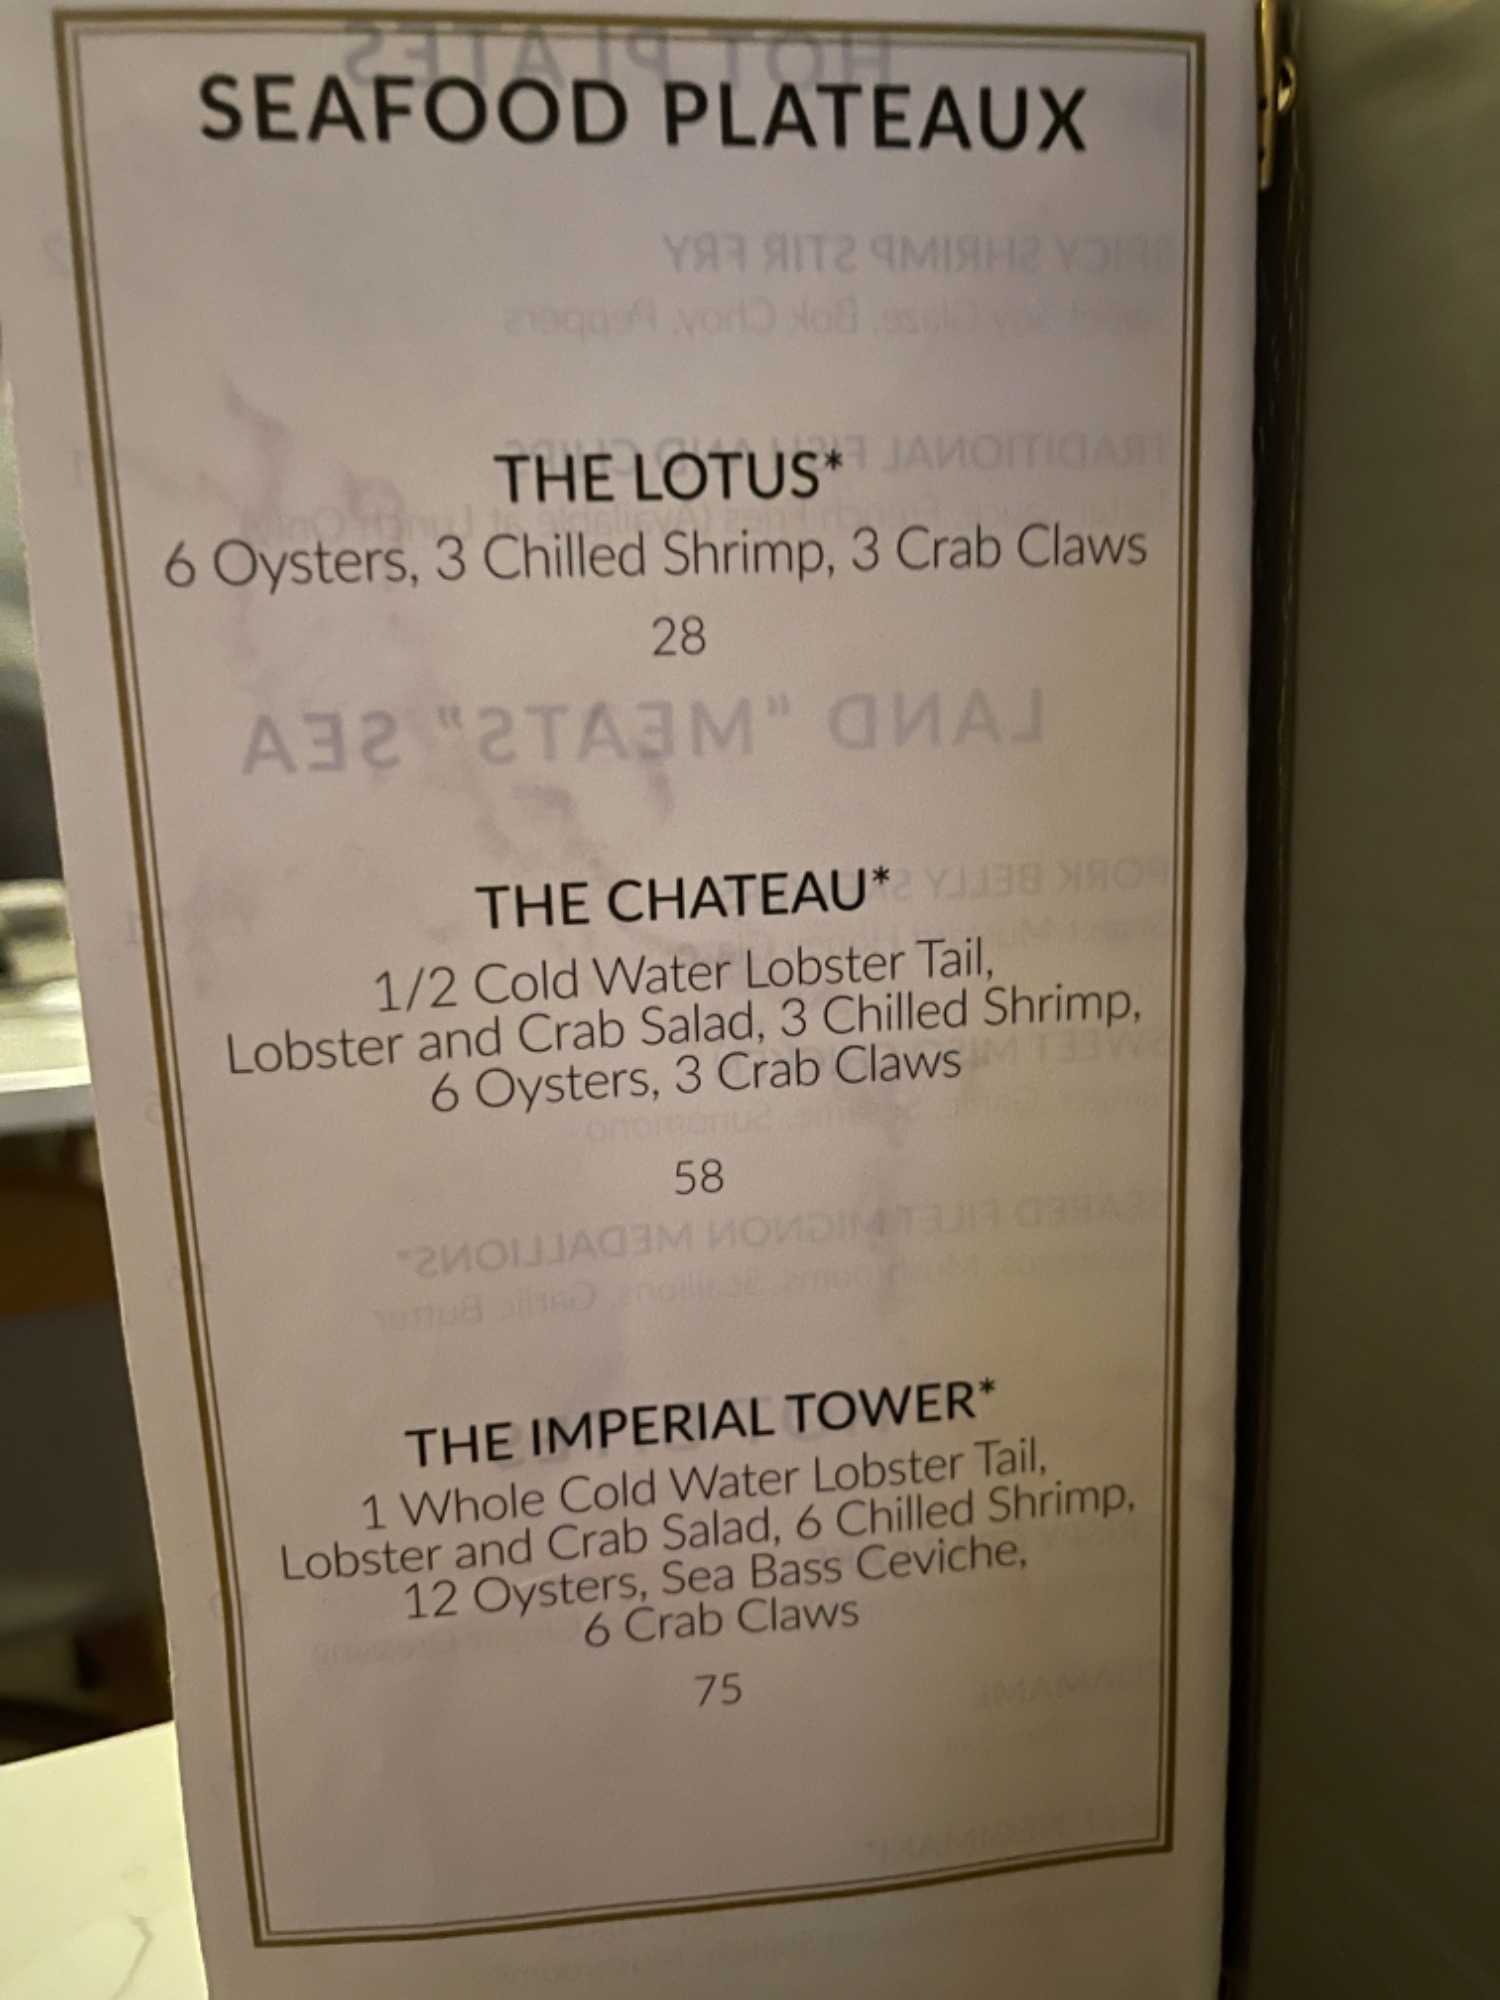 SEAFOOD PLATEAUX
THE LOTUS*
6 Oysters, 3 Chilled Shrimp, 3 Crab Claws
28
THE CHATEAU*
1/2 Cold Water Lobster Tail,
Lobster and Crab Salad, 3 Chilled Shrimp,
6 Oysters, 3 Crab Claws
58
THE IMPERIAL TOWER*
1 Whole Cold Water Lobster Tail,
Lobster and Crab Salad, 6 Chilled Shrimp,
12 Oysters, Sea Bass Ceviche,
6 Crab Claws
75